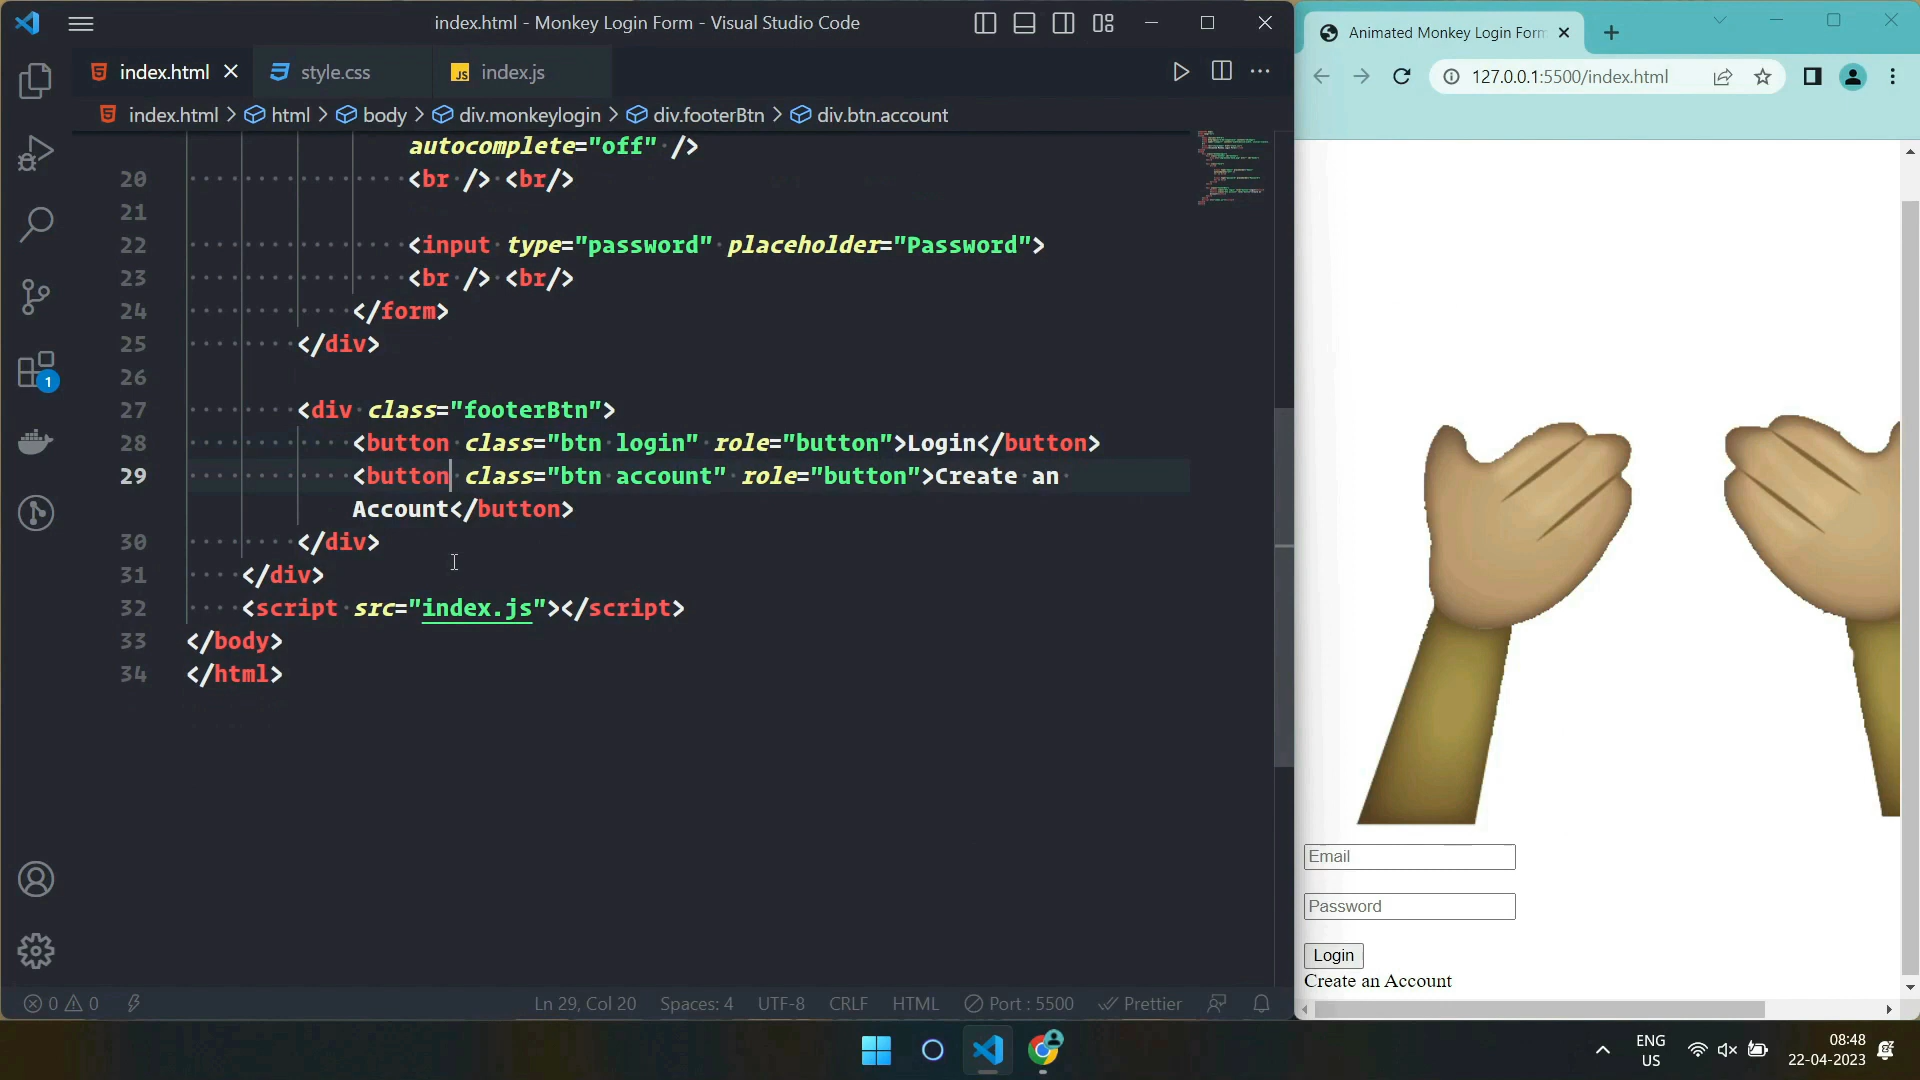 index.html - Monkey Login Form - Visual Studio Code
index.html
style.css
JS index.js
index.html > html > body > div.monkeylogin > div.footerBtn > div.btn.account
autocomplete="off" />
20 <br /> <br/>
21
22 <input type="password" placeholder="Password">
23 <br /> <br/>
24 </form>
25 </div>
26
27 <div class="footerBtn">
28 <button class="btn login" role="button">Login</button>
29 <button class="btn account" role="button">Create an
Account</button>
30 </div>
31 </div>
32 <script src="index.js"></script>
33 </body>
34 </html>
1
0 0
Ln 29, Col 20
Spaces: 4
UTF-8
CRLF
HTML
Port : 5500
Prettier
Animated Monkey Login Form
127.0.0.1:5500/index.html
Email
Password
Login
Create an Account
ENG
US
08:48
22-04-2023